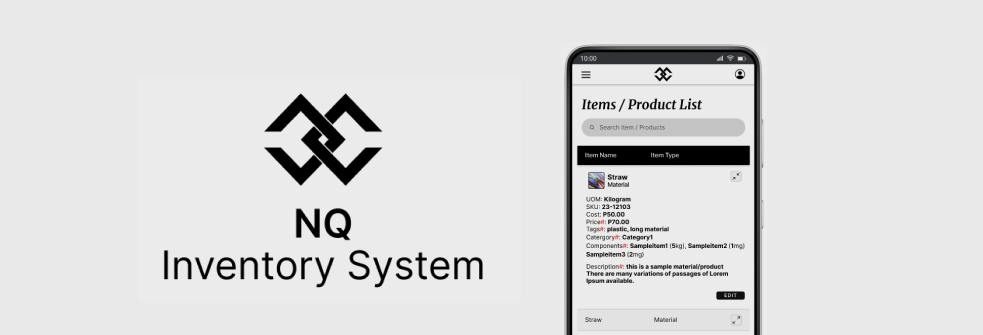 NQ
Inventory System
10:00
Items / Product List
Search Item / Products
Item Name Item Type
Straw
Material
UOM: Kilogram
SKU: 23-12103
Cost: P50.00
Price#: P70.00
Tags#: plastic, long material
Catergory#: Category1
Components#: Sampleitem1 (5kg), Sampleitem2 (1mg)
Sampleitem3 (2mg)
Description#: this is a sample material/product
There are many variations of passages of Lorem
Ipsum available.
EDIT
Straw Material